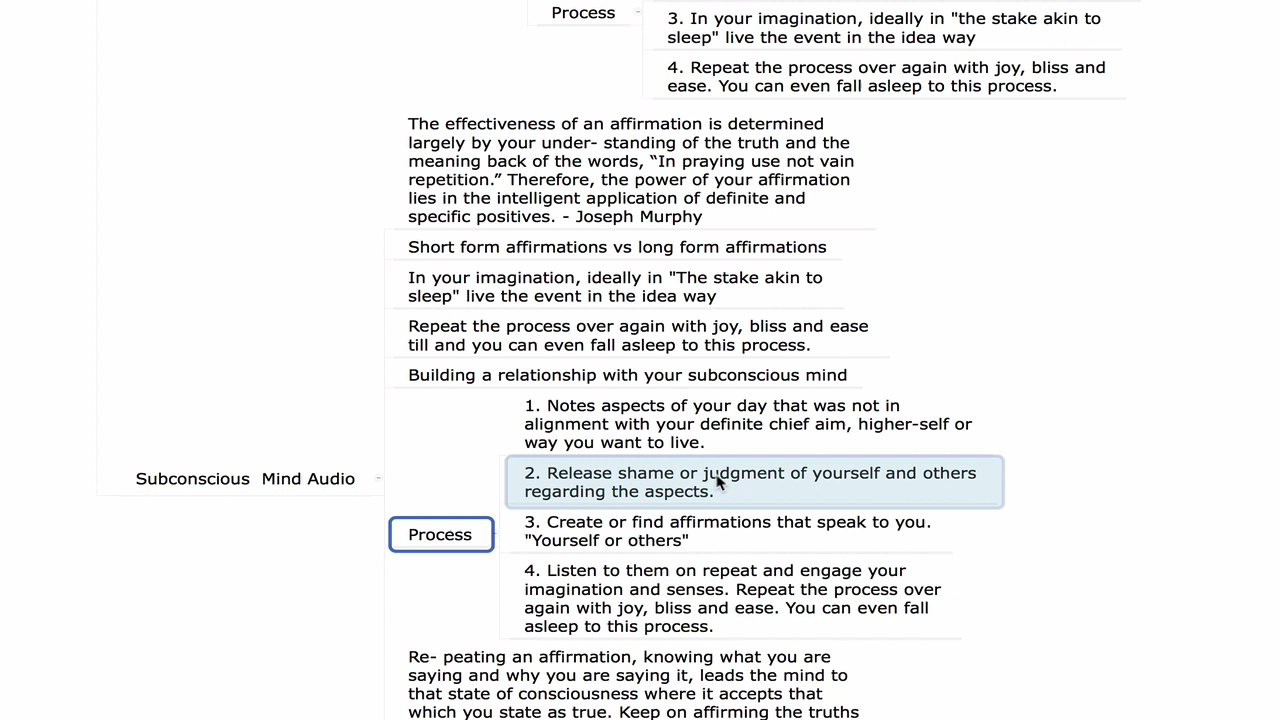 Process
3. In your imagination, ideally in "the stake akin to
sleep" live the event in the idea way
4. Repeat the process over again with joy, bliss and
ease. You can even fall asleep to this process.
The effectiveness of an affirmation is determined
largely by your under- standing of the truth and the
meaning back of the words, “In praying use not vain
repetition.” Therefore, the power of your affirmation
lies in the intelligent application of definite and
specific positives. - Joseph Murphy
Short form affirmations vs long form affirmations
In your imagination, ideally in "The stake akin to
sleep" live the event in the idea way
Repeat the process over again with joy, bliss and ease
till and you can even fall asleep to this process.
Building a relationship with your subconscious mind
Subconscious Mind Audio
Process
1. Notes aspects of your day that was not in
alignment with your definite chief aim, higher-self or
way you want to live.
2. Release shame or judgment of yourself and others
regarding the aspects.
3. Create or find affirmations that speak to you.
"Yourself or others"
4. Listen to them on repeat and engage your
imagination and senses. Repeat the process over
again with joy, bliss and ease. You can even fall
asleep to this process.
Re- peating an affirmation, knowing what you are
saying and why you are saying it, leads the mind to
that state of consciousness where it accepts that
which you state as true. Keep on affirming the truths